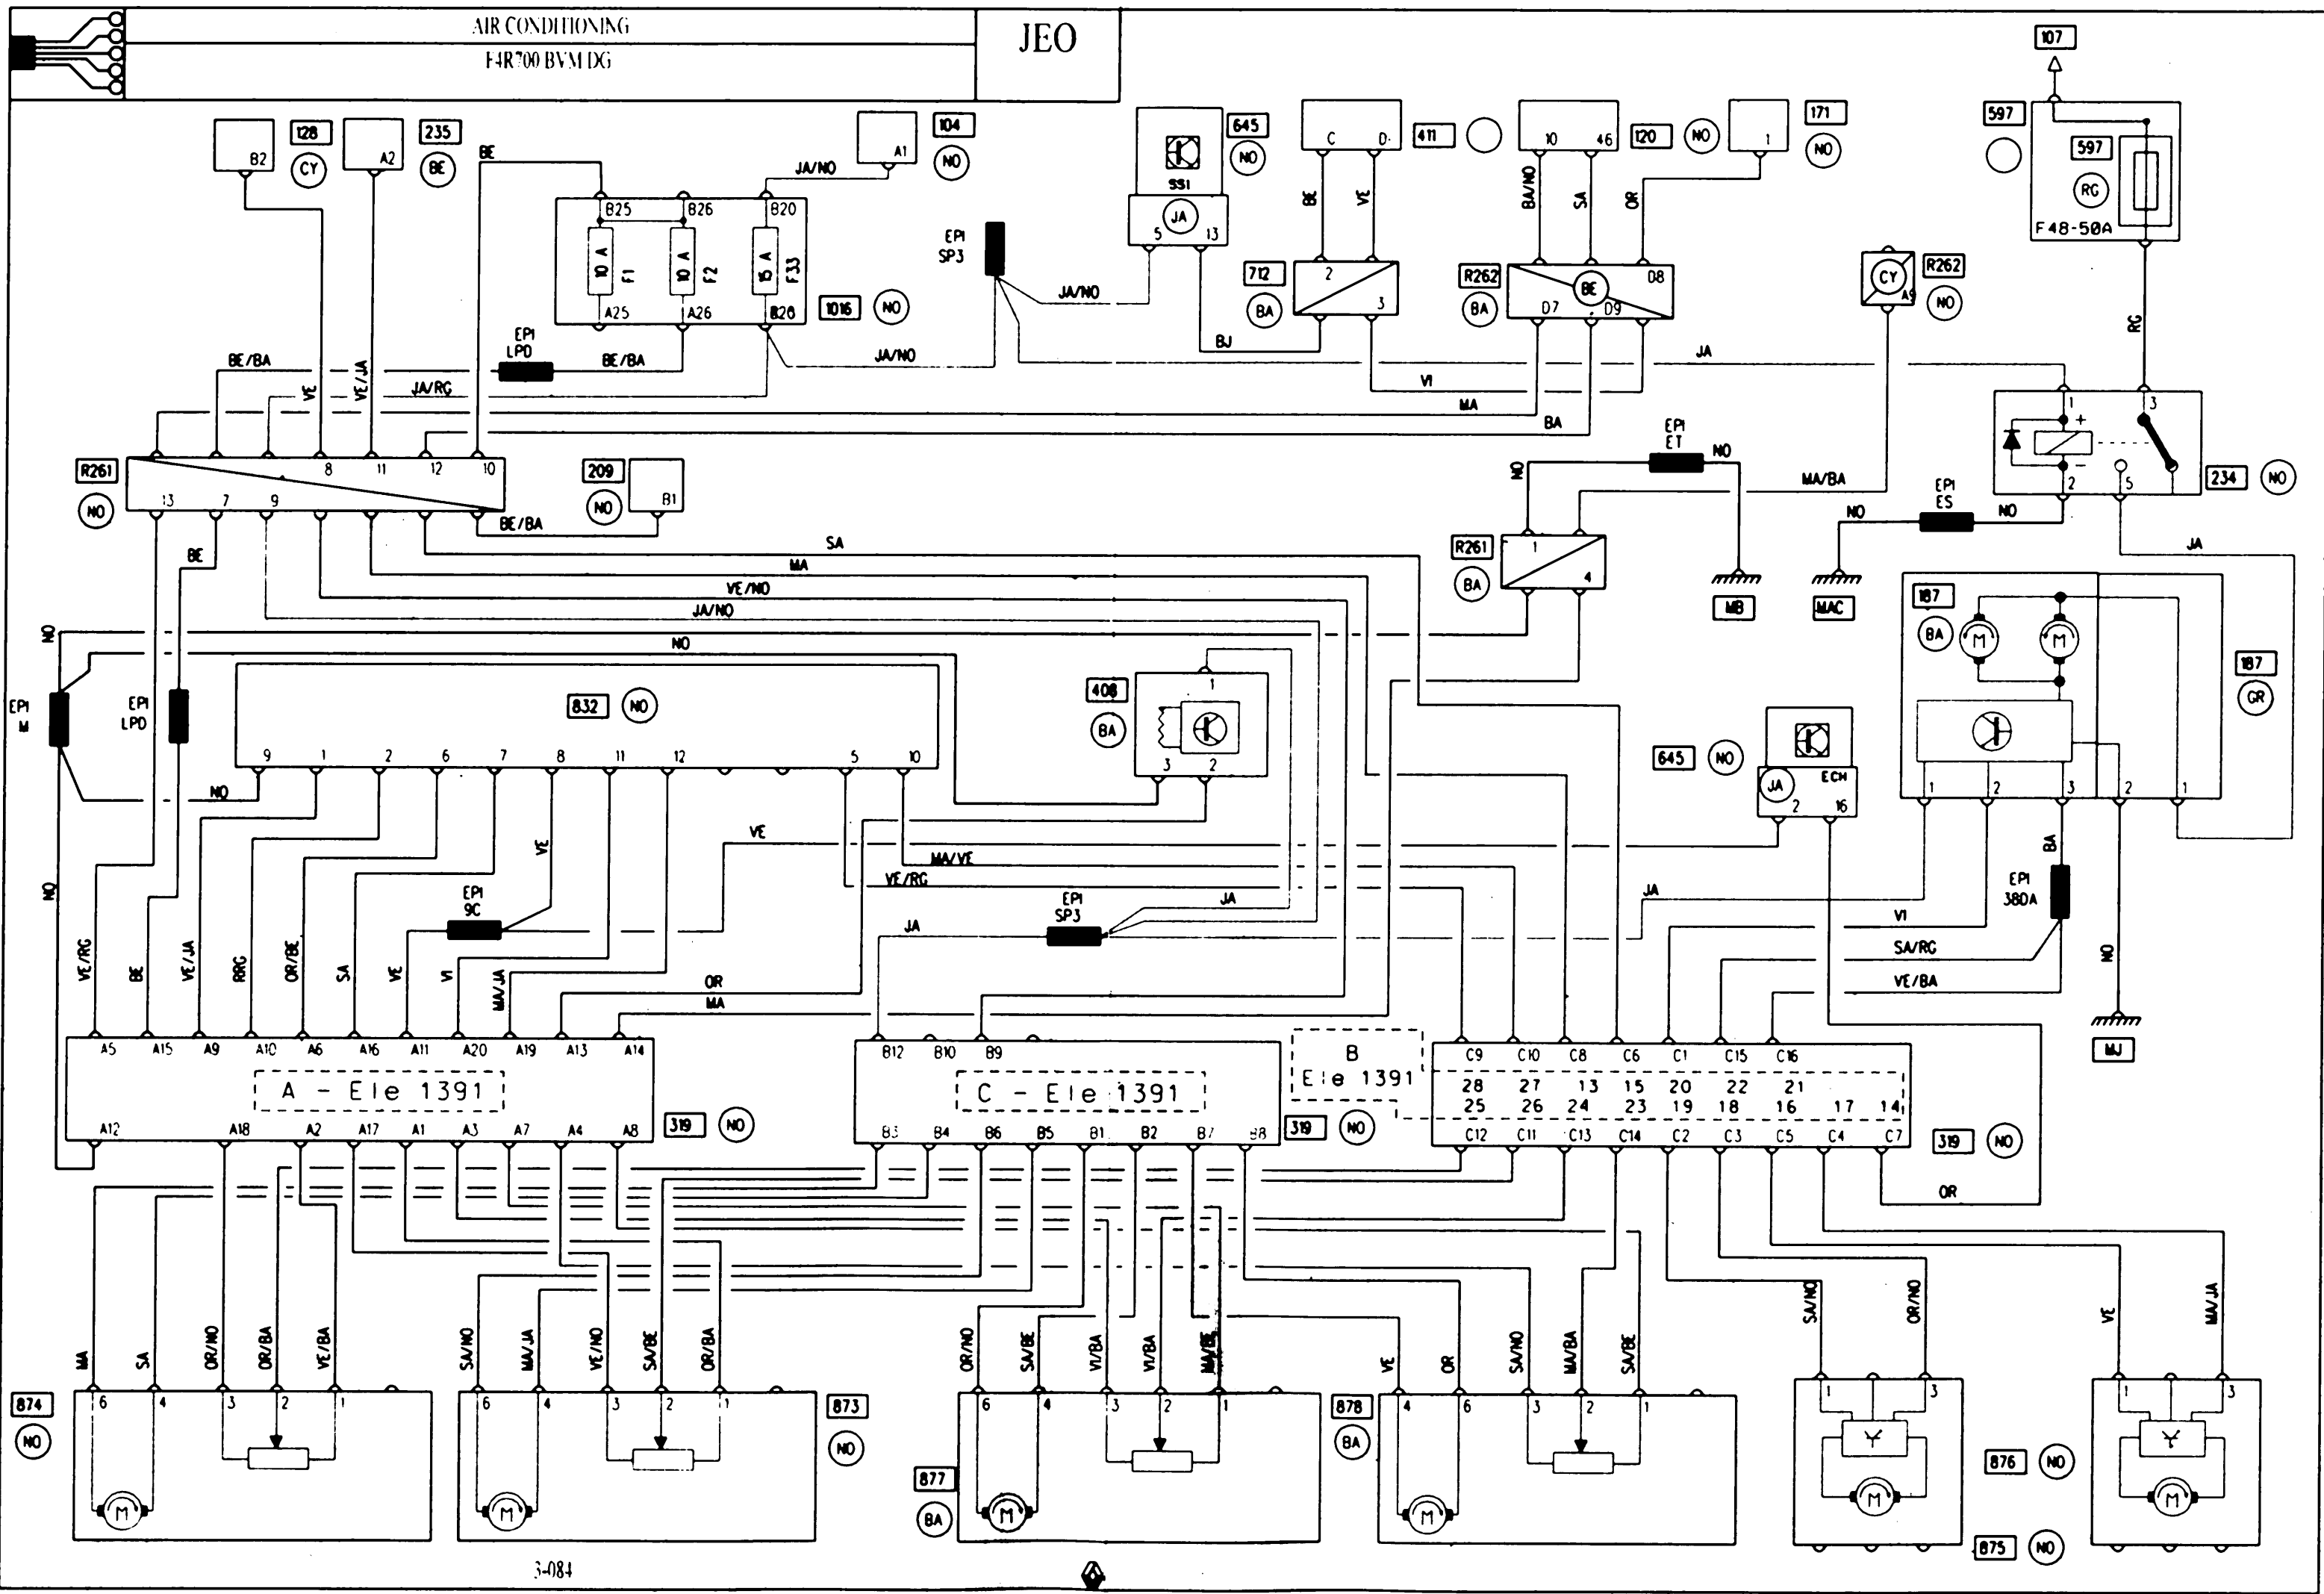 AIR CONDITIONING
F4R700 BVM DG
JEO
107
128
CY
B2
235
BE
A2
BE
104
NO
A1
JA/NO
645
NO
SSI
JA
5 13
C D
411
10 46
120
NO
171
NO
1
597
597
RG
F48-50A
B25 B26 B20
10 A F1
10 A F2
15 A F33
A25 A26
1016
NO
EPI
SP3
JA/NO
BE
VE
BA/NO
SA
OR
712
BA
2
3
R262
BA
BE
D8
D7 D9
CY
A9
R262
NO
RG
EPI
LPD
BE/BA
BE/BA
JA/NO
BJ
JA
VE
VE/JA
JA/RG
VI
MA
BA
EPI
ET
NO
NO
MA/BA
1 3
+
-
2 5
234
NO
EPI
ES
NO
NO
JA
R261
NO
8 11 12 10
13 7 9
BE/BA
209
NO
B1
R261
BA
1
4
MB
MAC
BE
SA
MA
VE/NO
JA/NO
NO
NO
187
BA
M M
187
GR
EPI
M
EPI
LPD
832
NO
9 1 2 6 7 8 11 12 5 10
408
BA
1
3 2
645
NO
JA
ECH
2 16
1 2 3 2 1
NO
VE
VE
MA/VE
VE/RG
BA
EPI
9C
EPI
SP3
JA
JA
JA
EPI
38DA
VI
SA/RG
VE/BA
NO
MJ
NO
VE/RG
BE
VE/JA
RRG
OR/BE
SA
VE
VI
MA/JA
OR
MA
A5 A15 A9 A10 A6 A16 A11 A20 A19 A13 A14
A - Ele 1391
A12 A18 A2 A17 A1 A3 A7 A4 A8
319
NO
B12 B10 B9
C - Ele 1391
B3 B4 B6 B5 B1 B2 B7 B8
319
NO
B
Ele 1391
C9 C10 C8 C6 C1 C15 C16
28 27 13 15 20 22 21
25 26 24 23 19 18 16 17 14
C12 C11 C13 C14 C2 C3 C5 C4 C7
319
NO
OR
MA
SA
OR/NO
OR/BA
VE/BA
SA/NO
MA/JA
VE/NO
SA/BE
OR/BA
OR/NO
SA/BE
VI/BA
VI/BA
MA/BE
VE
OR
SA/NO
MA/BA
SA/BE
SA/NO
OR/NO
VE
MA/JA
874
NO
6 4 3 2 1
M
873
NO
6 4 3 2 1
M
877
BA
6 4 3 2 1
M
878
BA
4 6 3 2 1
M
1 3
M
876
NO
875
NO
1 3
M
3-084